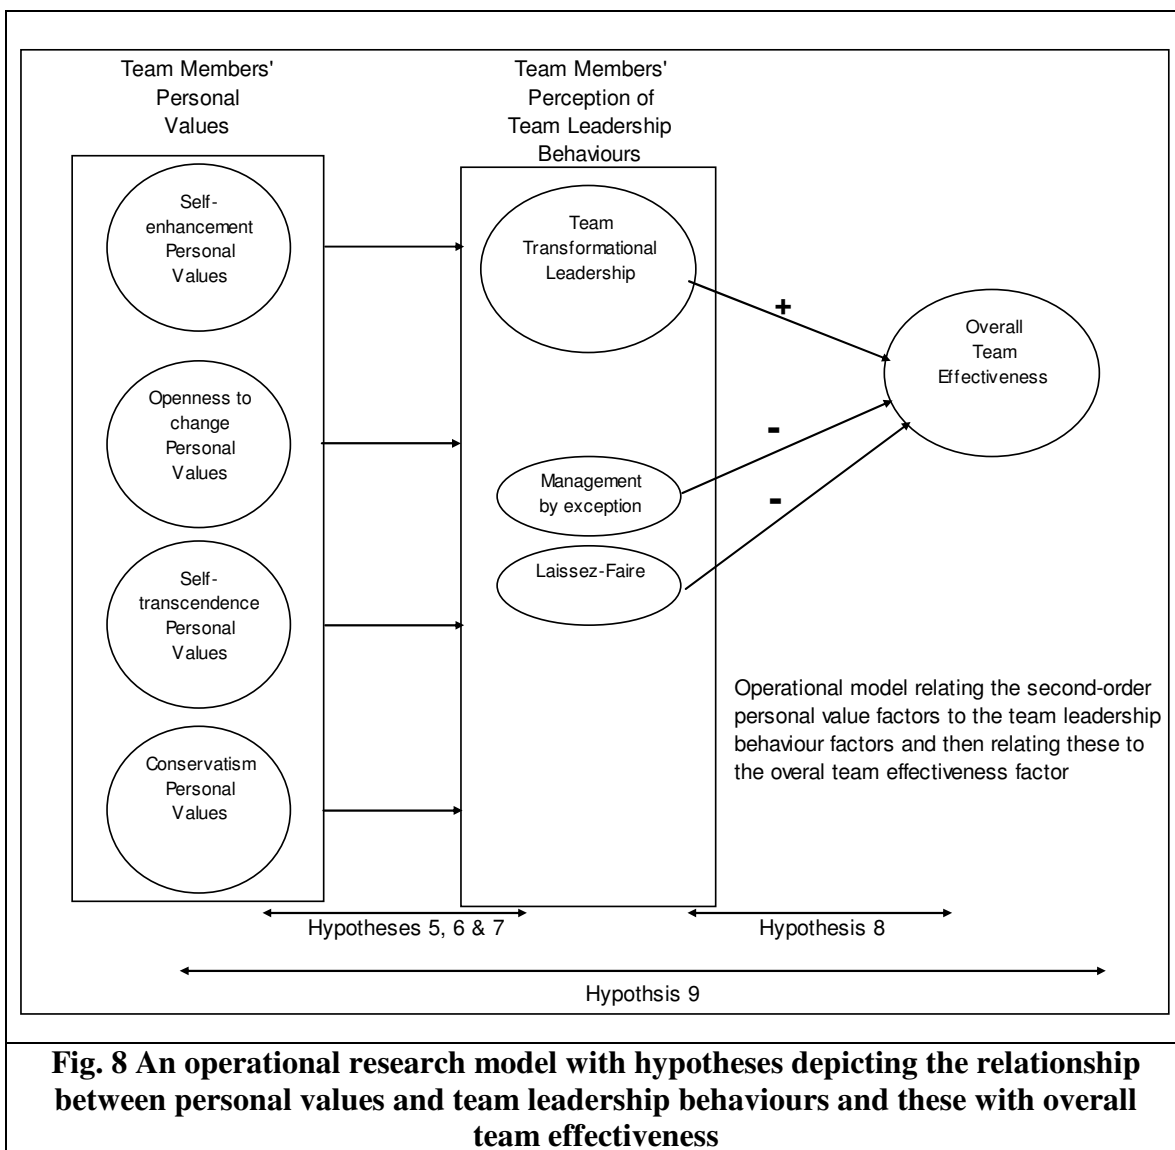 Team Members'
Personal
Values
Team Members'
Perception of
Team Leadership
Behaviours
Self-
enhancement
Personal
Values
Openness to
change
Personal
Values
Self-
transcendence
Personal
Values
Conservatism
Personal
Values
Team
Transformational
Leadership
Management
by exception
Laissez-Faire
+
-
-
Overall
Team
Effectiveness
Operational model relating the second-order
personal value factors to the team leadership
behaviour factors and then relating these to
the overal team effectiveness factor
Hypotheses 5, 6 & 7
Hypothesis 8
Hypothsis 9
Fig. 8 An operational research model with hypotheses depicting the relationship
between personal values and team leadership behaviours and these with overall
team effectiveness